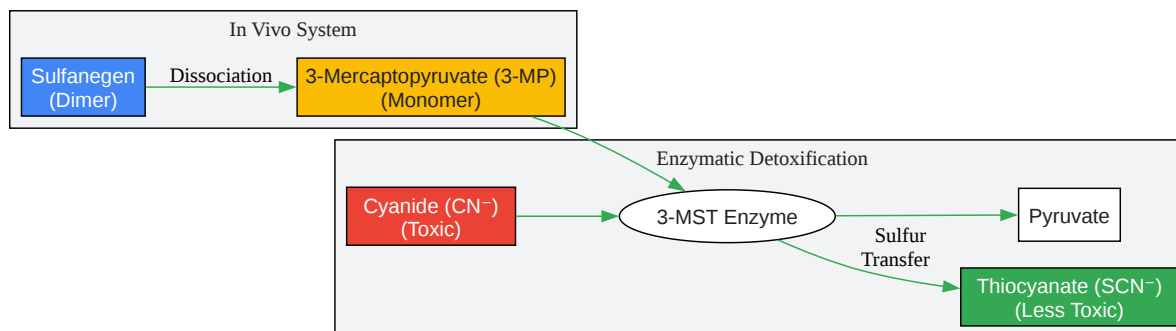 In Vivo System
Sulfanegen
(Dimer)
Dissociation
3-Mercaptopyruvate (3-MP)
(Monomer)
Enzymatic Detoxification
Cyanide (CN⁻)
(Toxic)
3-MST Enzyme
Pyruvate
Sulfur
Transfer
Thiocyanate (SCN⁻)
(Less Toxic)